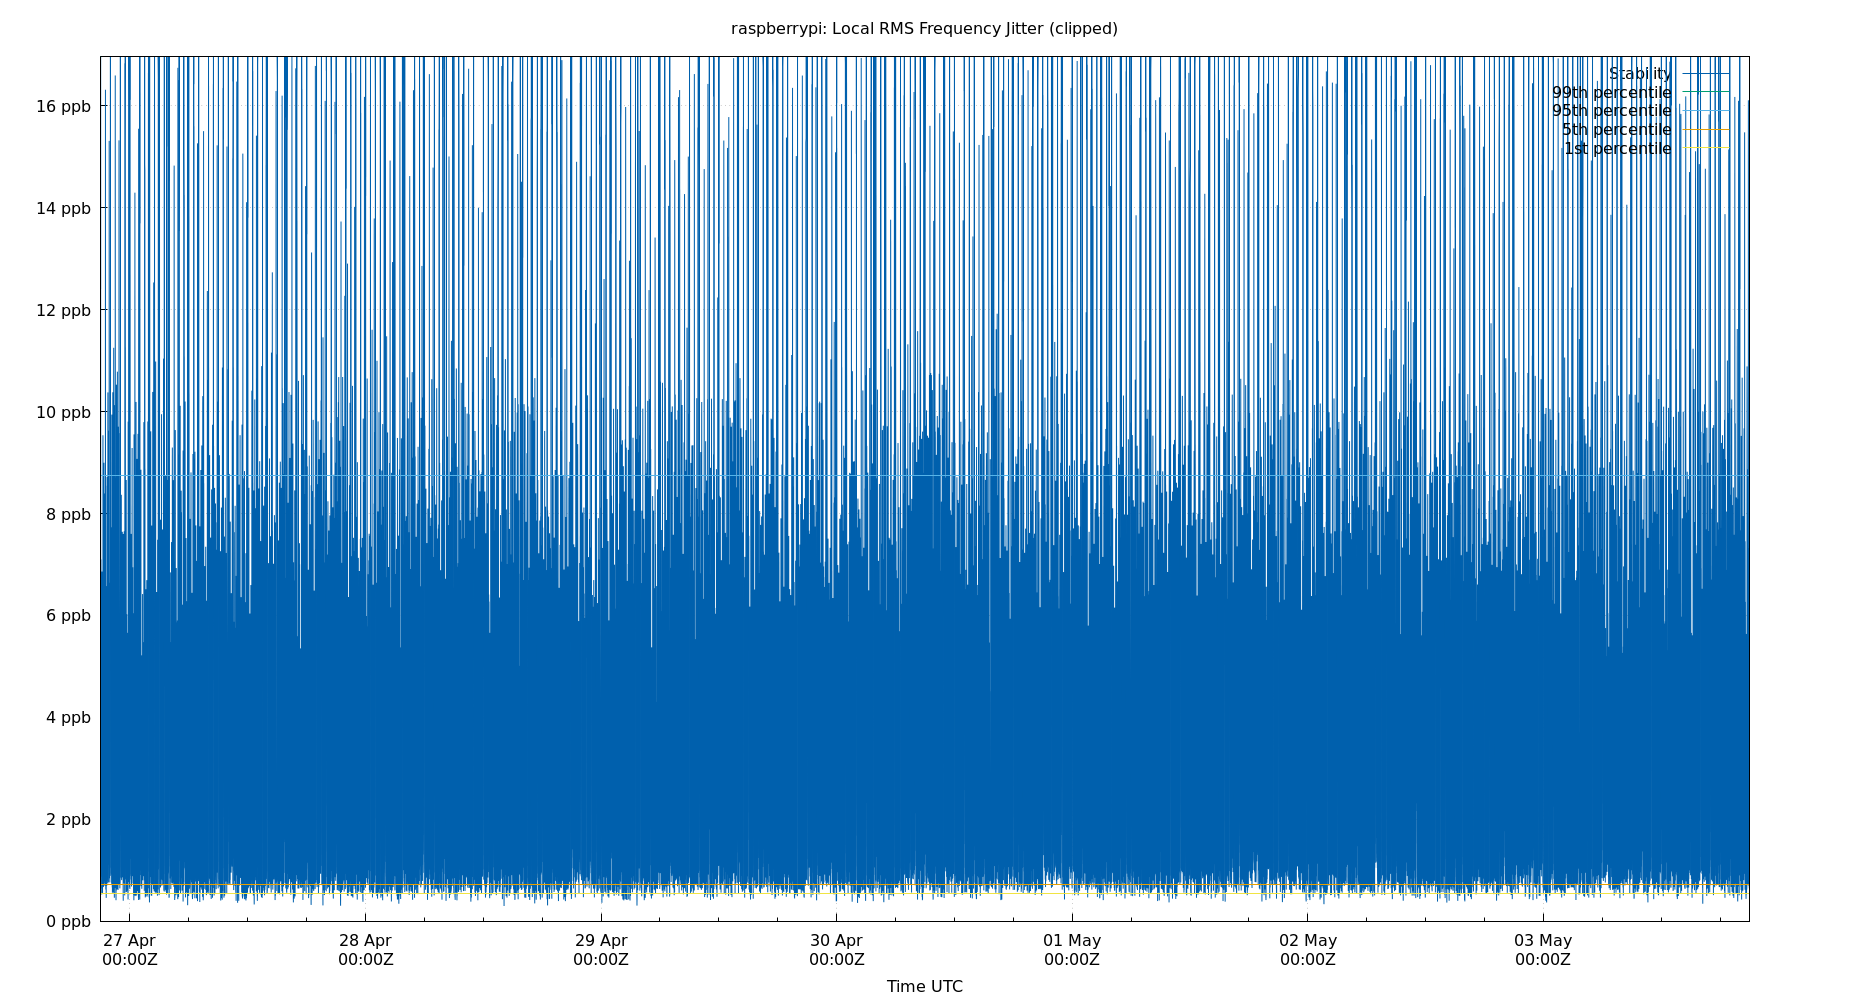 raspberrypi: Local RMS Frequency Jitter (clipped)
Stability
99th percentile
95th percentile
5th percentile
1st percentile
16 ppb
14 ppb
12 ppb
10 ppb
8 ppb
6 ppb
4 ppb
2 ppb
0 ppb
27 Apr 28 Apr 29 Apr 30 Apr 01 May 02 May 03 May
00:00Z 00:00Z 00:00Z 00:00Z 00:00Z 00:00Z 00:00Z
Time UTC